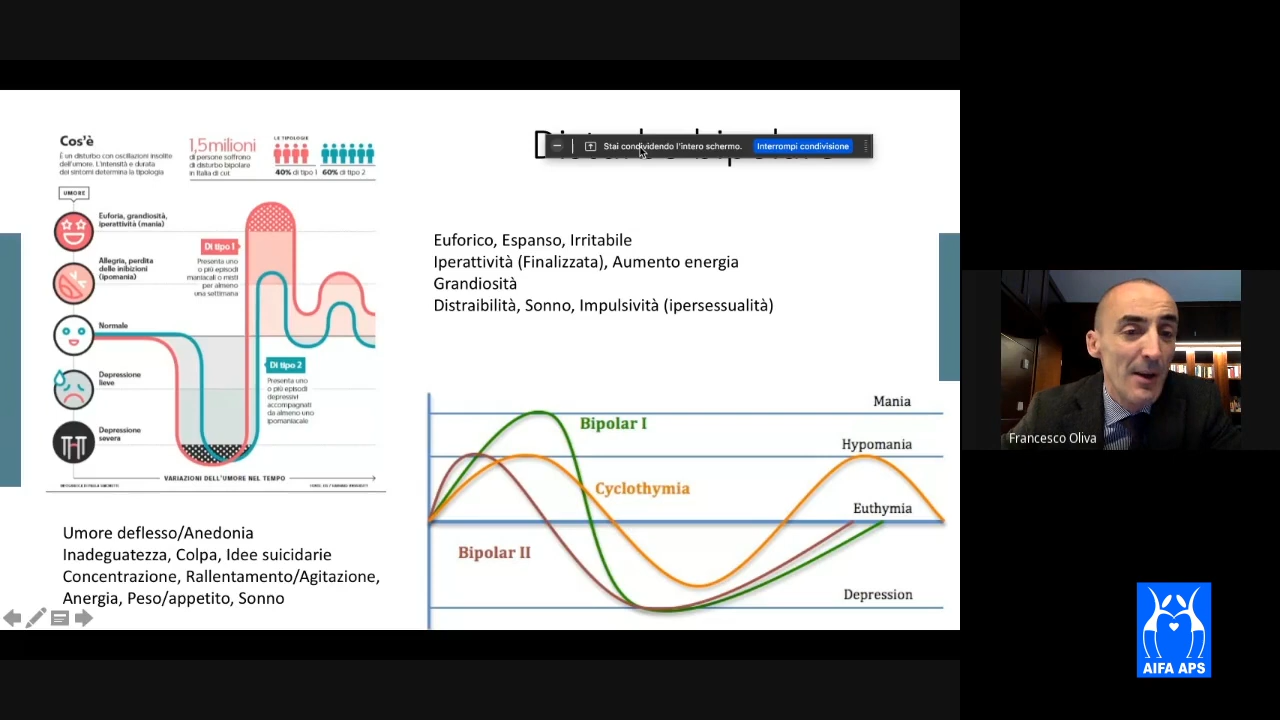 Cos'è
È un disturbo con oscillazioni insolite
dell'umore. L'intensità e durata
dei sintomi determina la tipologia
1,5 milioni
di persone soffrono
di disturbo bipolare
in Italia di cui
LE TIPOLOGIE
40% di tipo 1
60% di tipo 2
UMORE
Euforia, grandiosità,
iperattività (mania)
Allegria, perdita
delle inibizioni
(ipomania)
Normale
Depressione
lieve
Depressione
severa
Di tipo 1
Presenta uno
o più episodi
maniacali o misti
per almeno
una settimana
Di tipo 2
Presenta uno
o più episodi
depressivi
accompagnati
da almeno uno
ipomaniacale
VARIAZIONI DELL'UMORE NEL TEMPO
Umore deflesso/Anedonia
Inadeguatezza, Colpa, Idee suicidarie
Concentrazione, Rallentamento/Agitazione,
Anergia, Peso/appetito, Sonno
Stai condividendo l'intero schermo.
Interrompi condivisione
Euforico, Espanso, Irritabile
Iperattività (Finalizzata), Aumento energia
Grandiosità
Distraibilità, Sonno, Impulsività (ipersessualità)
Mania
Bipolar I
Hypomania
Cyclothymia
Euthymia
Bipolar II
Depression
Francesco Oliva
AIFA APS